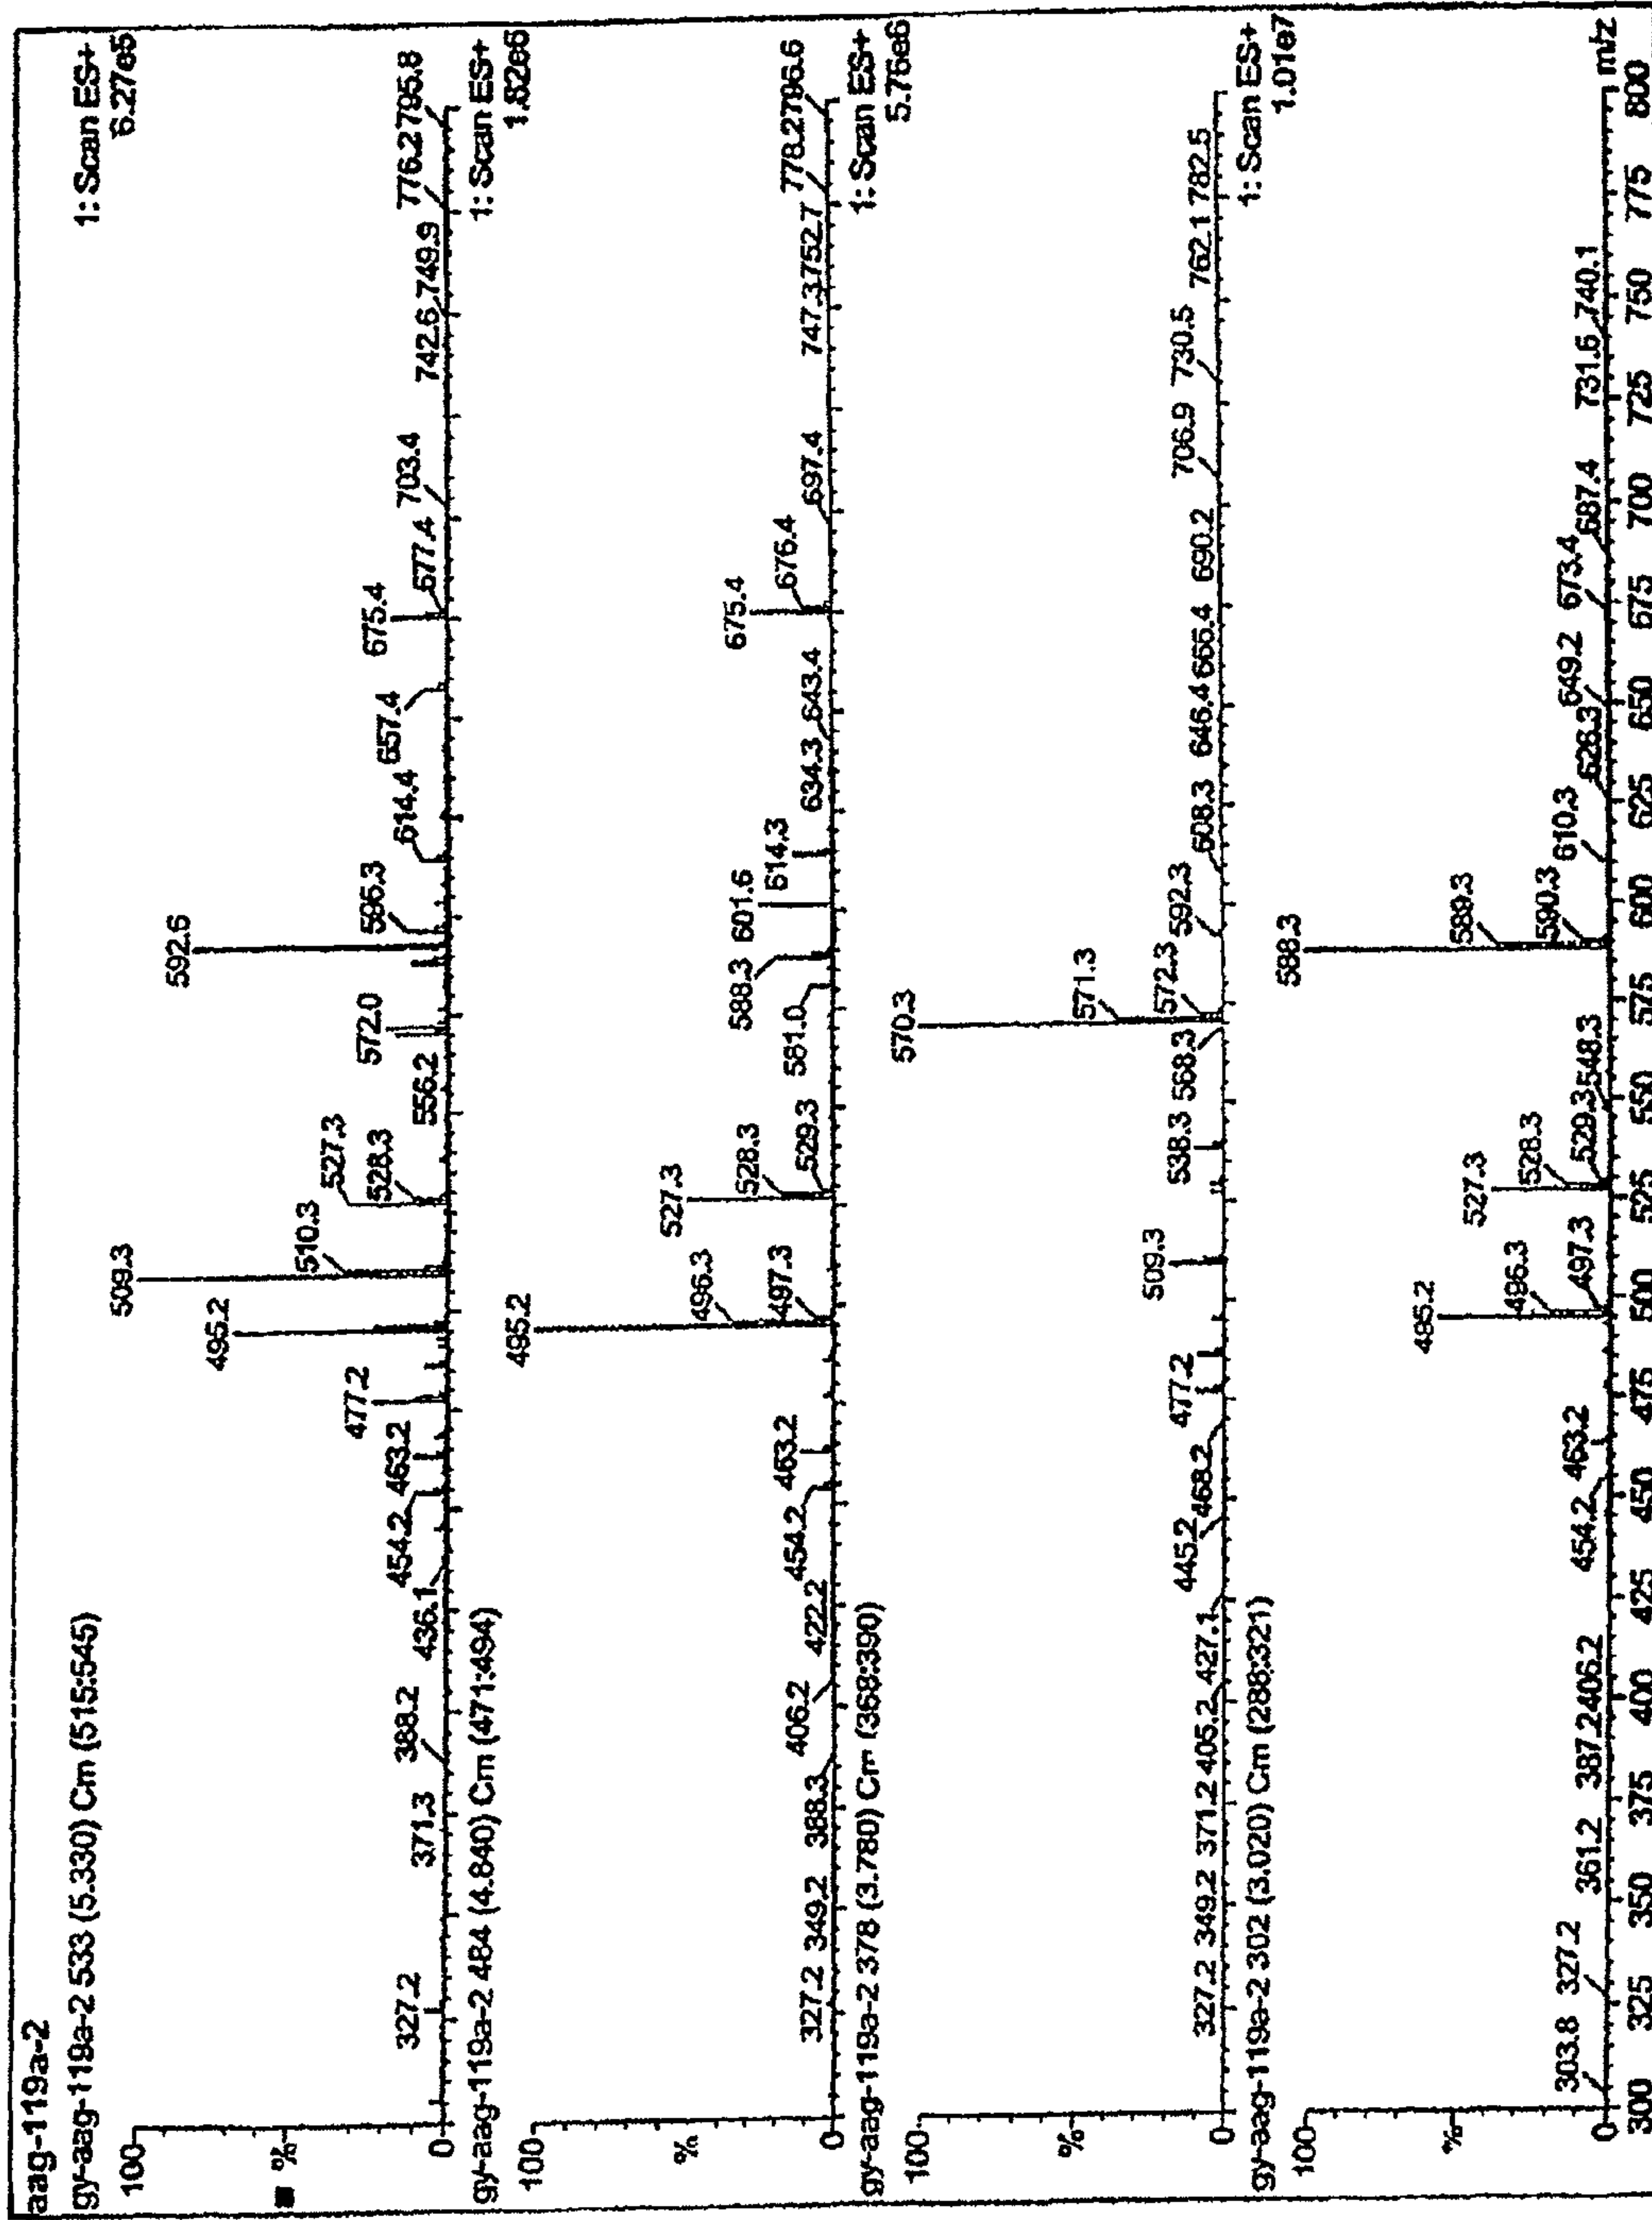 aag-119a-2
gy-aag-119a-2 533 (5.330) Cm (515:545) 1: Scan ES+
6.27e5
100
509.3
592.6
495.2
%
510.3
527.3
477.2 528.3 572.0 596.3 675.4
327.2 371.3 388.2 436.1 454.2 463.2 556.2 614.4 657.4 677.4 703.4 742.6 749.9 776.2 795.8
0
gy-aag-119a-2 484 (4.840) Cm (471:494) 1: Scan ES+
1.82e6
100
495.2
%
527.3
496.3
528.3 588.3 601.6 675.4
497.3 614.3 676.4
327.2 349.2 388.3 406.2 422.2 454.2 463.2 529.3 581.0 634.3 643.4 697.4 747.3 752.7 778.2 796.6
0
gy-aag-119a-2 378 (3.780) Cm (368:390) 1: Scan ES+
5.76e6
100
570.3
%
571.3
509.3
572.3
327.2 349.2 371.2 405.2 427.1 445.2 468.2 477.2 538.3 568.3 592.3 608.3 646.4 666.4 690.2 706.9 730.5 762.1 782.5
0
gy-aag-119a-2 302 (3.020) Cm (288:321) 1: Scan ES+
1.01e7
100
588.3
%
495.2
527.3 589.3
496.3 528.3 590.3
303.8 327.2 361.2 387.2 406.2 454.2 463.2 497.3 529.3 548.3 610.3 626.3 649.2 673.4 687.4 731.6 740.1
0
m/z
300 325 350 375 400 425 450 475 500 525 550 575 600 625 650 675 700 725 750 775 800